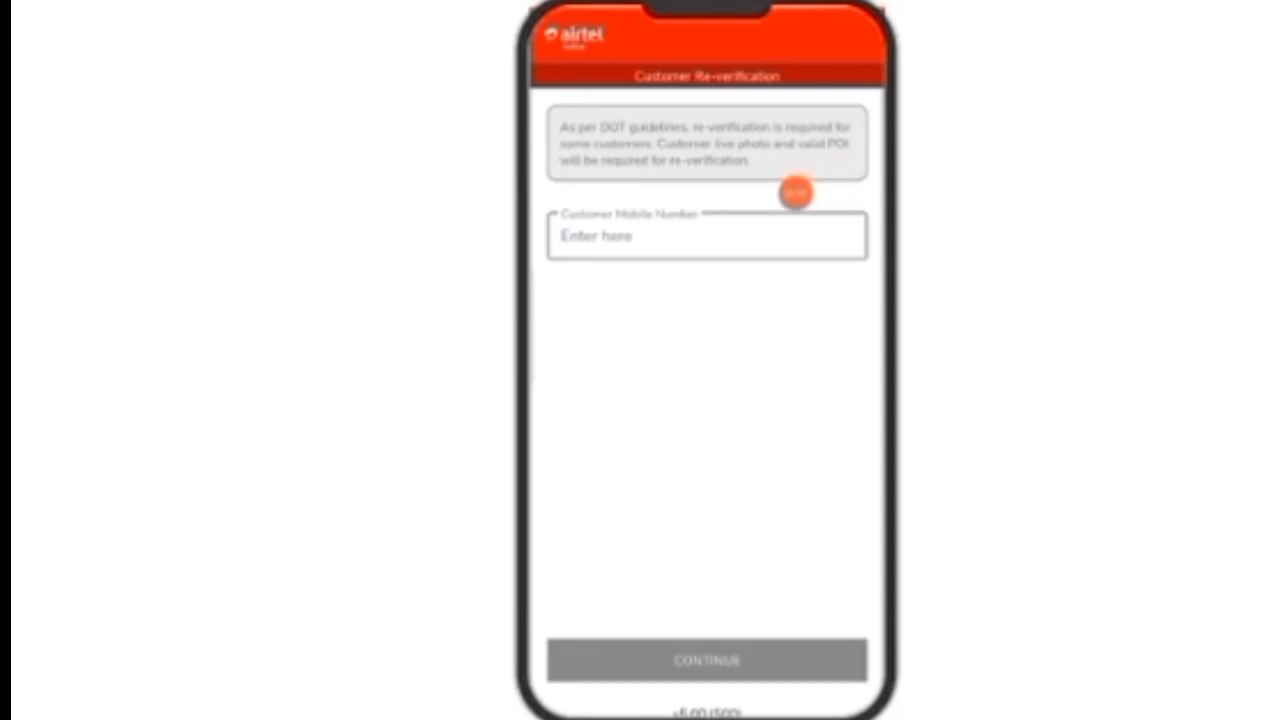 airtel
Customer Re-verification
As per DOT guidelines, re-verification is required for
some customers. Customer live photo and valid POI
will be required for re-verification.
Customer Mobile Number
Enter here
CONTINUE